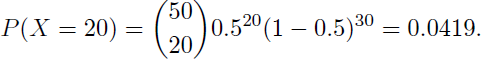 P(X = 20) = \binom{50}{20} 0.5^{20}(1 − 0.5)^{30} = 0.0419.